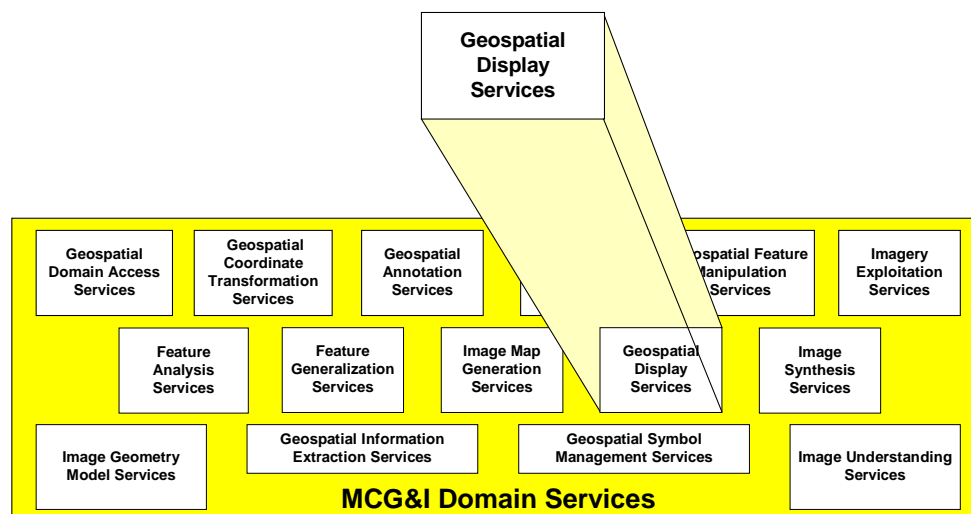 Geospatial
Display
Services
Geospatial
Domain Access
Services
Geospatial
Coordinate
Transformation
Services
Geospatial
Annotation
Services
Feature
Manipulation
Services
Imagery
Exploitation
Services
Feature
Analysis
Services
Feature
Generalization
Services
Image Map
Generation
Services
Geospatial
Display
Services
Image
Synthesis
Services
Image Geometry
Model Services
Geospatial Information
Extraction Services
Geospatial Symbol
Management Services
Image Understanding
Services
MCG&I Domain Services